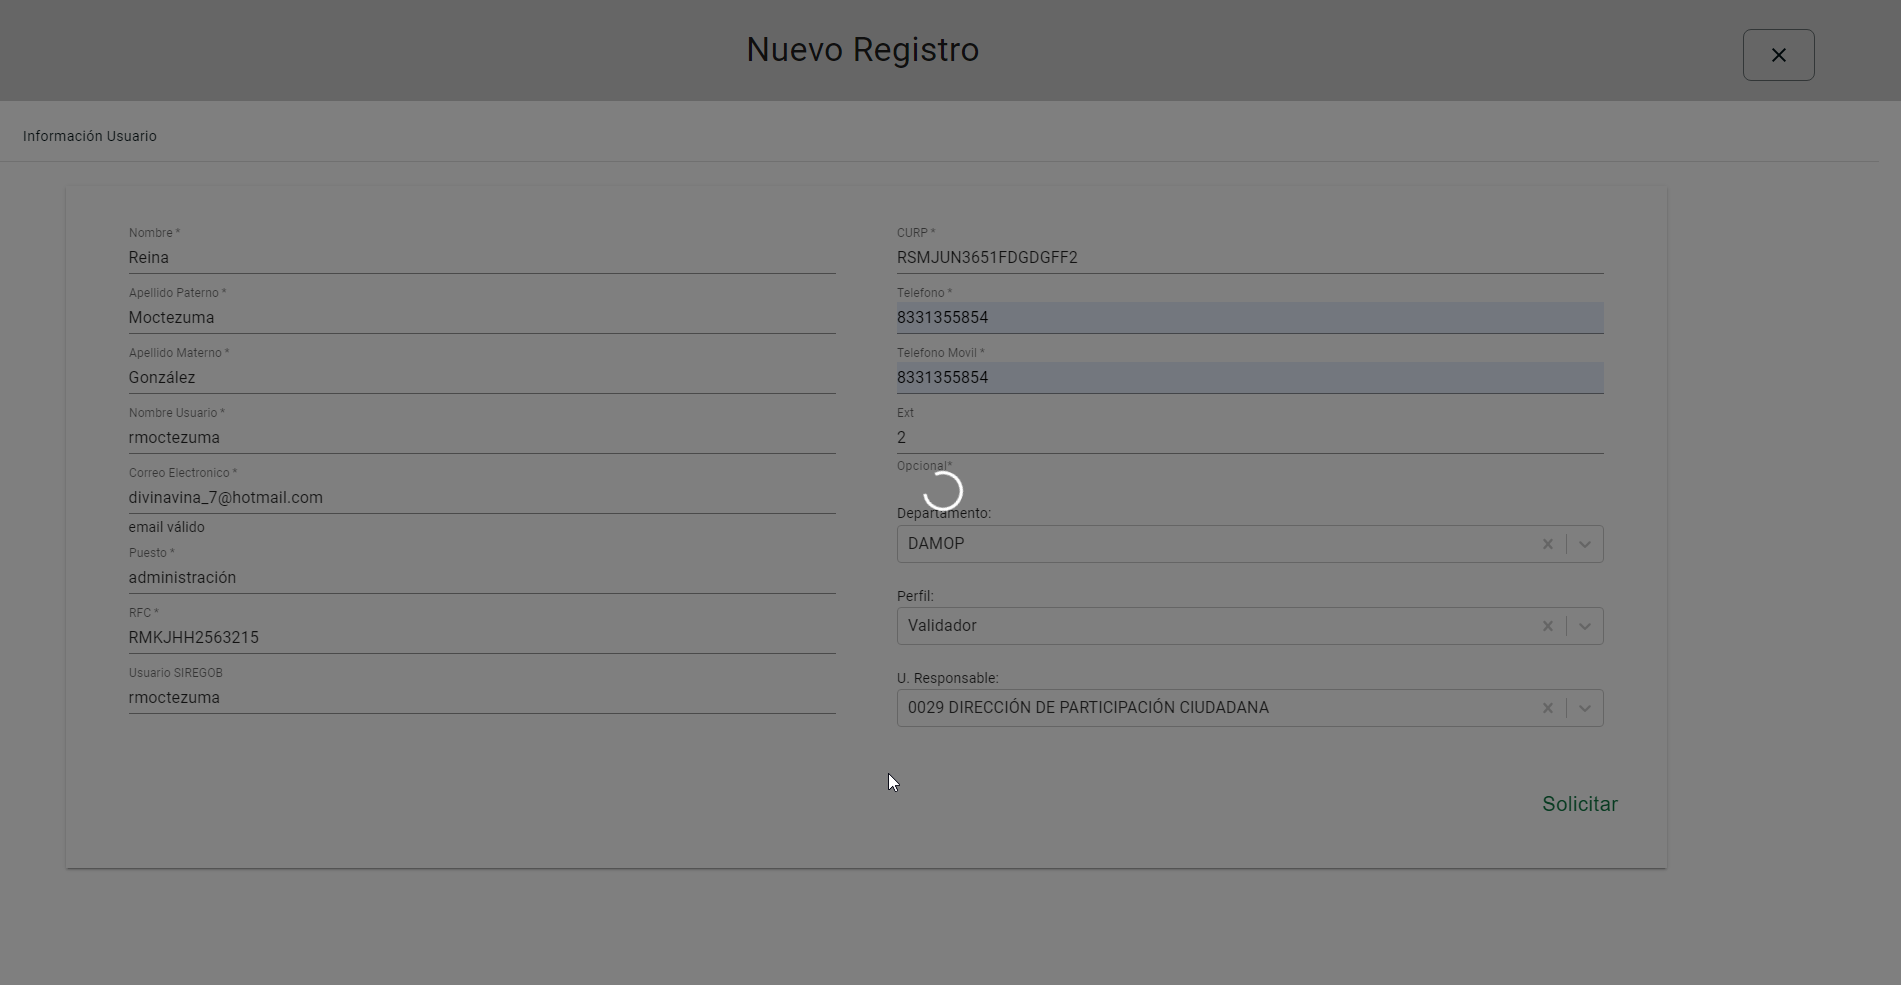 Nuevo Registro
Información Usuario
Nombre *
Reina
Apellido Paterno *
Moctezuma
Apellido Materno *
González
Nombre Usuario *
rmoctezuma
Correo Electronico *
divinavina_7@hotmail.com
email válido
Puesto *
administración
RFC *
RMKJHH2563215
Usuario SIREGOB
rmoctezuma
CURP *
RSMJUN3651FDGDGFF2
Telefono *
8331355854
Telefono Movil *
8331355854
Ext
2
Opcional*
Departamento:
DAMOP
Perfil:
Validador
U. Responsable:
0029 DIRECCIÓN DE PARTICIPACIÓN CIUDADANA
Solicitar